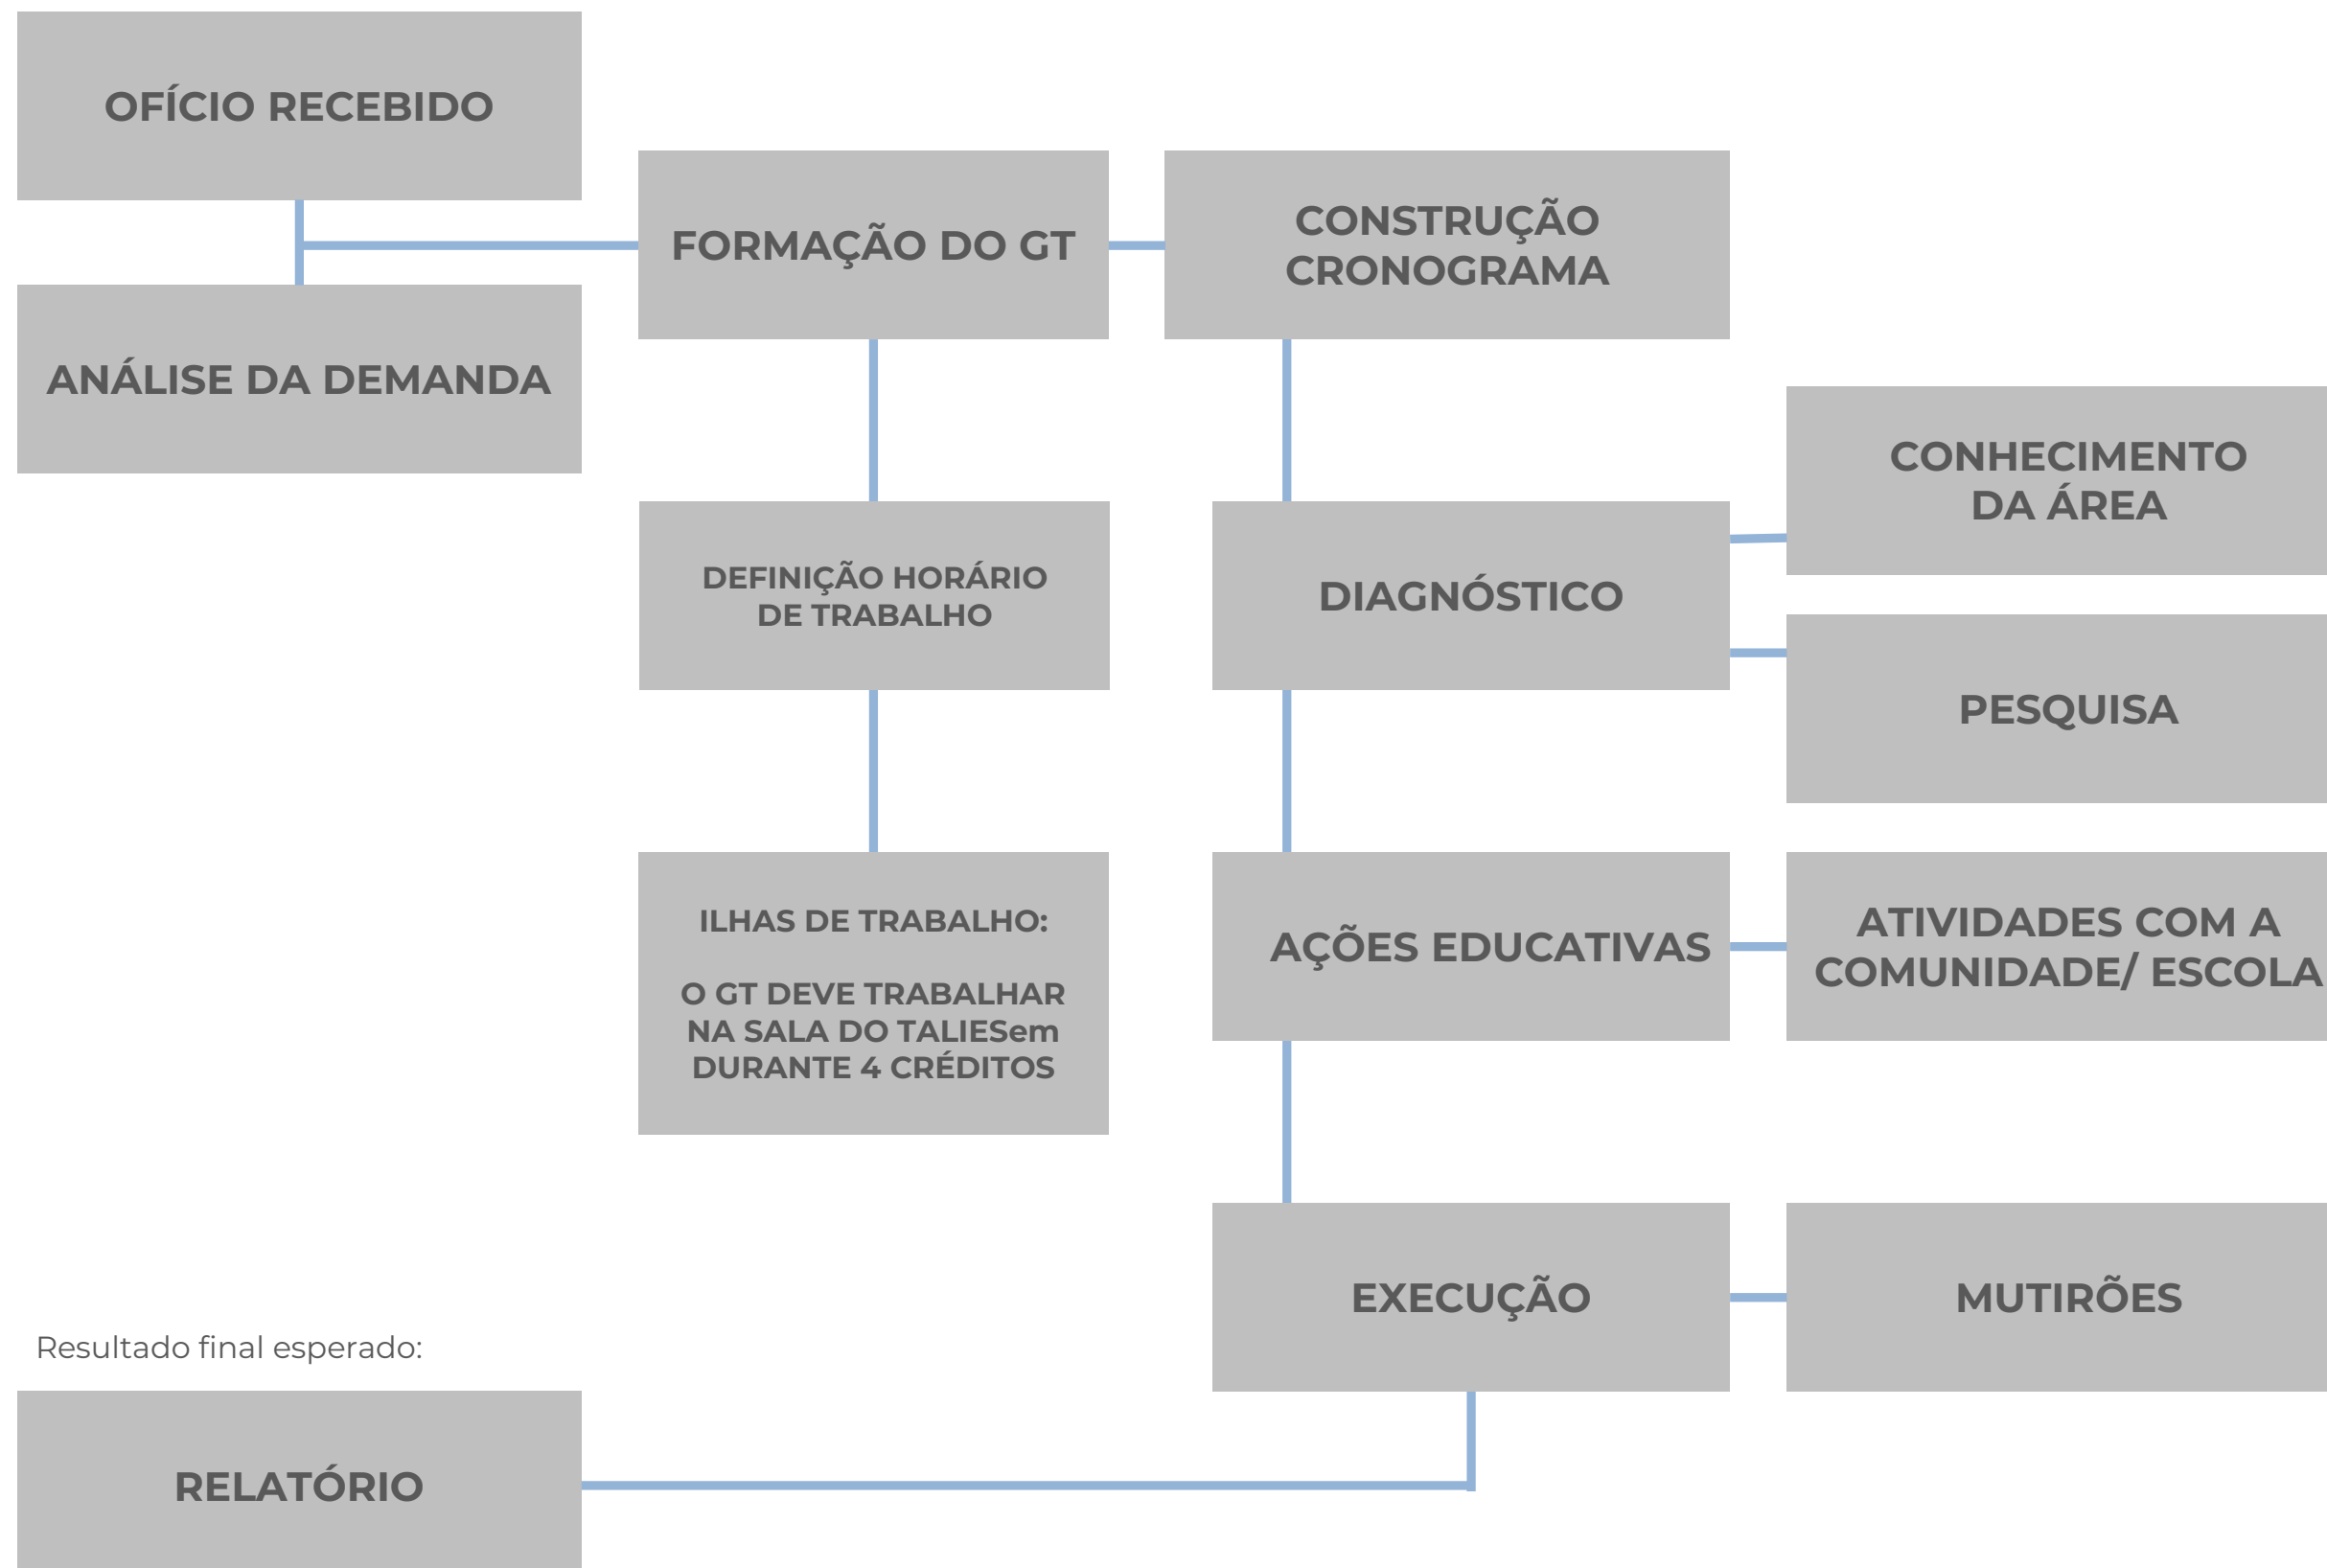 OFÍCIO RECEBIDO
ANÁLISE DA DEMANDA
FORMAÇÃO DO GT
DEFINIÇÃO HORÁRIO
DE TRABALHO
ILHAS DE TRABALHO:
O GT DEVE TRABALHAR
NA SALA DO TALIESem
DURANTE 4 CRÉDITOS
CONSTRUÇÃO
CRONOGRAMA
DIAGNÓSTICO
CONHECIMENTO
DA ÁREA
PESQUISA
AÇÕES EDUCATIVAS
ATIVIDADES COM A
COMUNIDADE/ ESCOLA
EXECUÇÃO
MUTIRÕES
Resultado final esperado:
RELATÓRIO